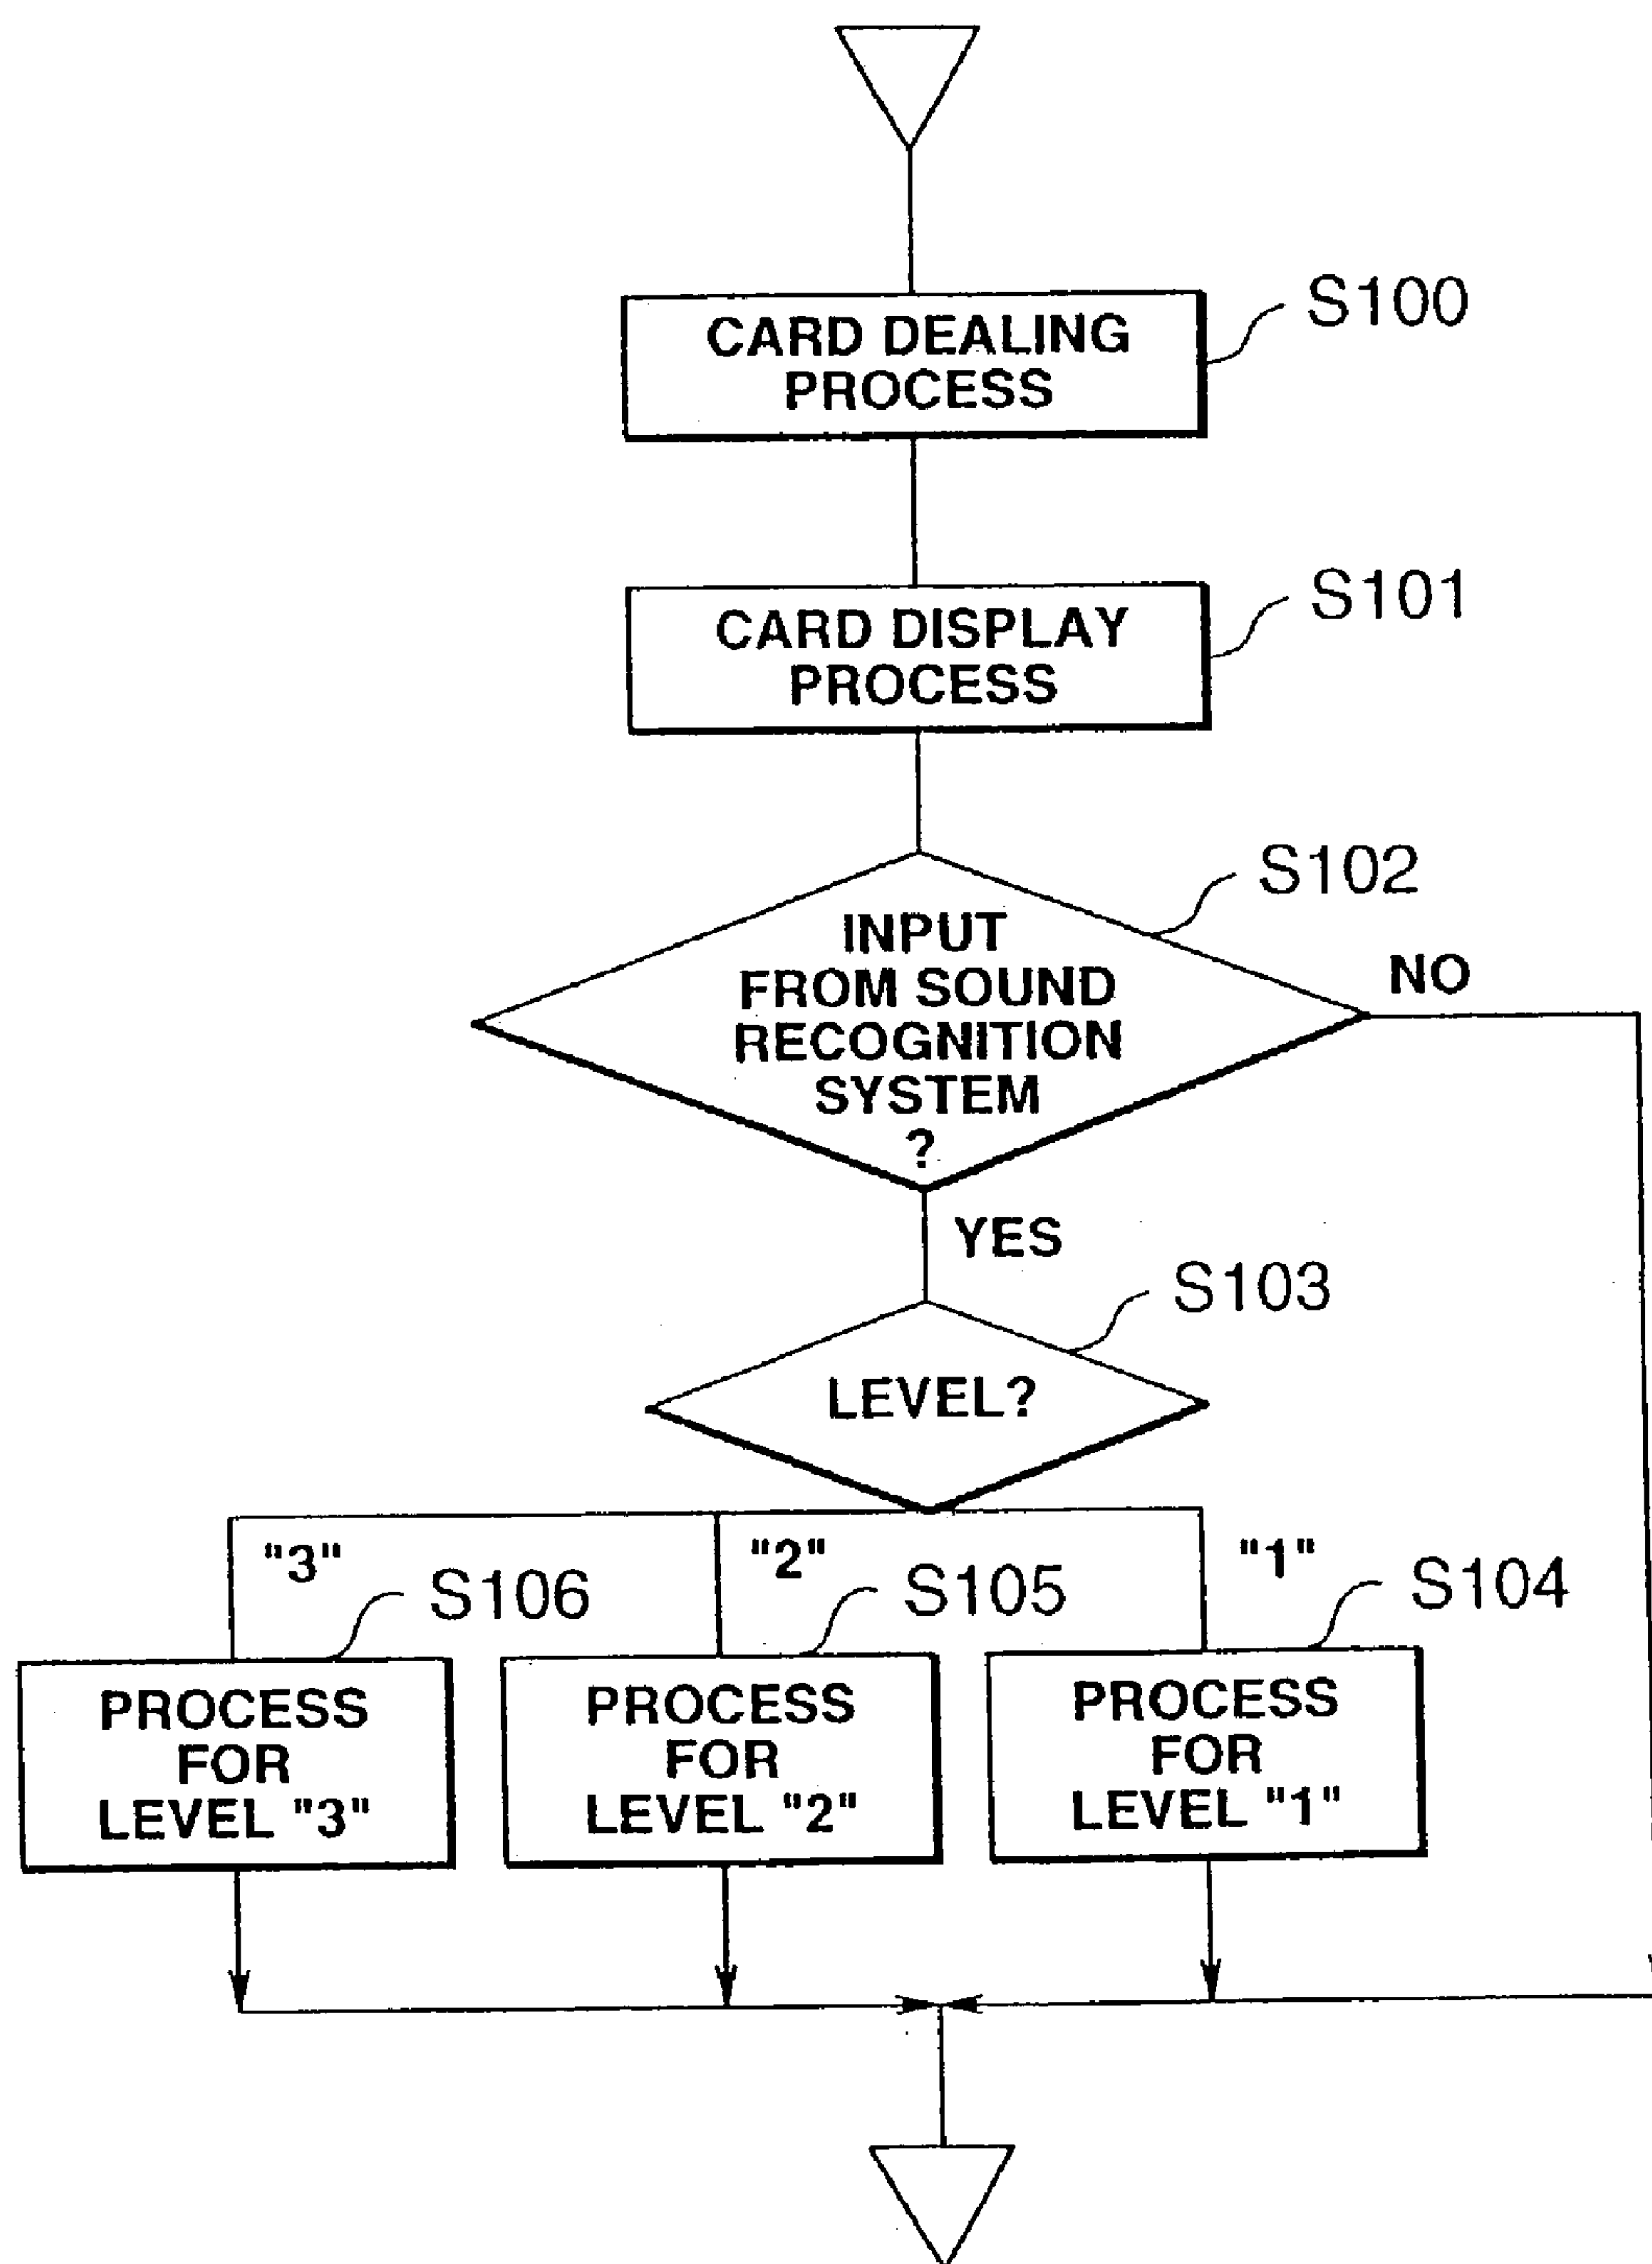 CARD DEALING
PROCESS
S100
CARD DISPLAY
PROCESS
S101
S102
INPUT
FROM SOUND
RECOGNITION
SYSTEM
?
NO
YES
S103
LEVEL?
"3"
S106
"2"
S105
"1"
S104
PROCESS
FOR
LEVEL "3"
PROCESS
FOR
LEVEL "2"
PROCESS
FOR
LEVEL "1"